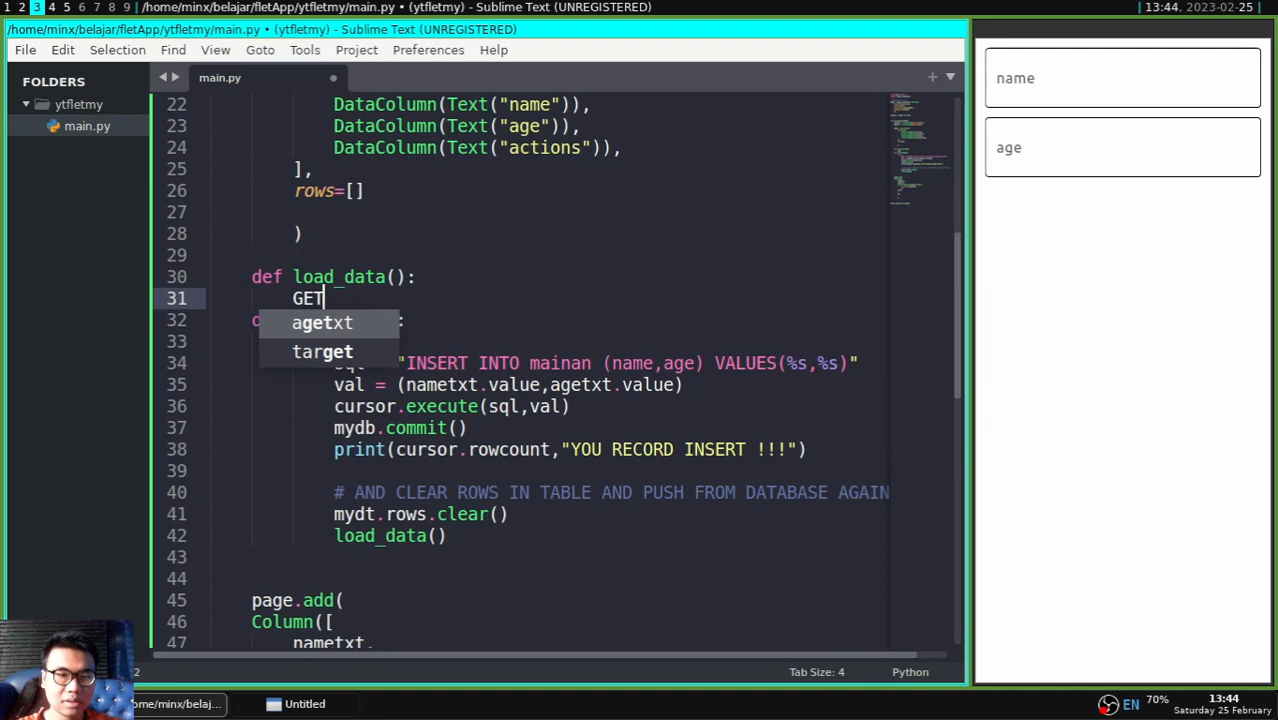 1 2 3 4 5 6 7 8 9 /home/minx/belajar/fletApp/ytfletmy/main.py • (ytfletmy) - Sublime Text (UNREGISTERED) 13:44, 2023-02-25
/home/minx/belajar/fletApp/ytfletmy/main.py • (ytfletmy) - Sublime Text (UNREGISTERED)
File Edit Selection Find View Goto Tools Project Preferences Help
FOLDERS
ytfletmy
main.py
main.py
22 DataColumn(Text("name")),
23 DataColumn(Text("age")),
24 DataColumn(Text("actions")),
25 ],
26 rows=[]
27
28 )
29
30 def load_data():
31 GET
agetxt
target
32 :
33
34 "INSERT INTO mainan (name,age) VALUES(%s,%s)"
35 val = (nametxt.value,agetxt.value)
36 cursor.execute(sql,val)
37 mydb.commit()
38 print(cursor.rowcount,"YOU RECORD INSERT !!!")
39
40 # AND CLEAR ROWS IN TABLE AND PUSH FROM DATABASE AGAIN
41 mydt.rows.clear()
42 load_data()
43
44
45 page.add(
46 Column([
47 nametxt,
2 Tab Size: 4 Python
name
age
ome/minx/belaj... Untitled
EN 70% 13:44
Saturday 25 February